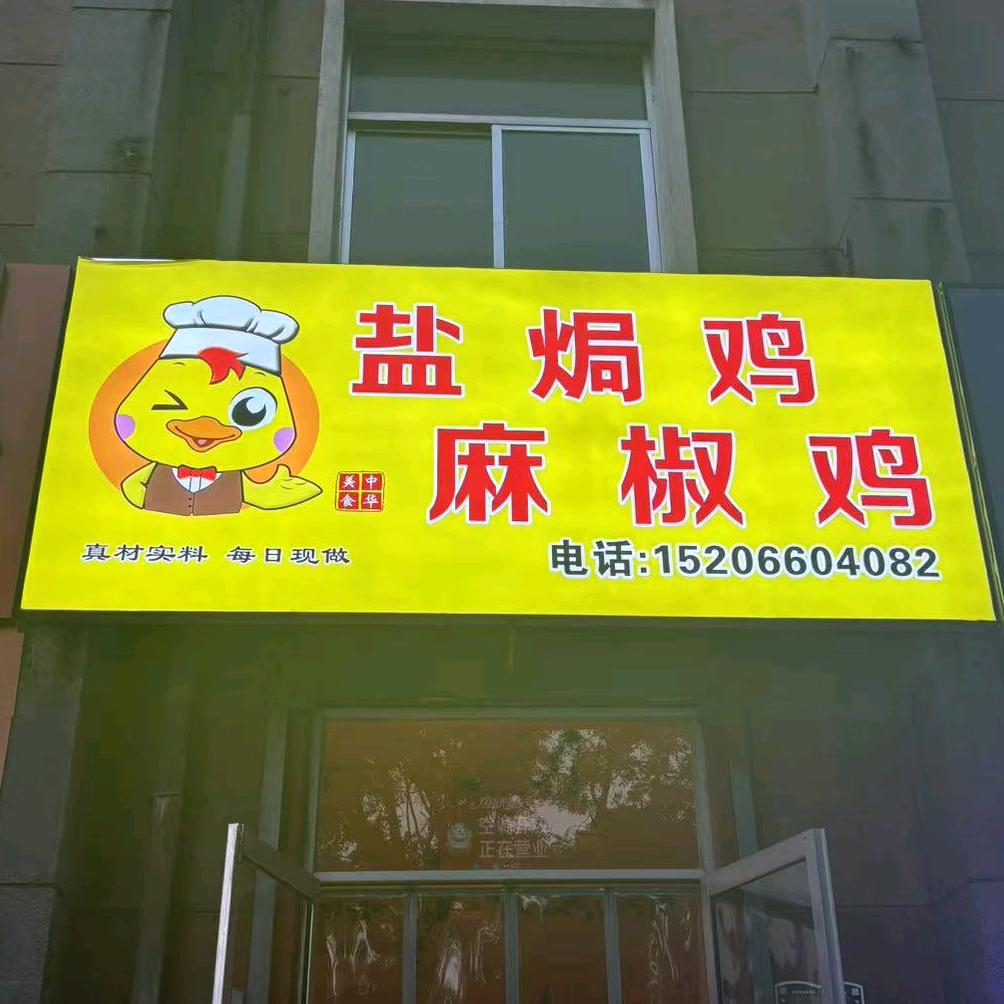 盐焗鸡
麻椒鸡
中华
美食
真材实料 每日现做
电话:15206604082
正在营业